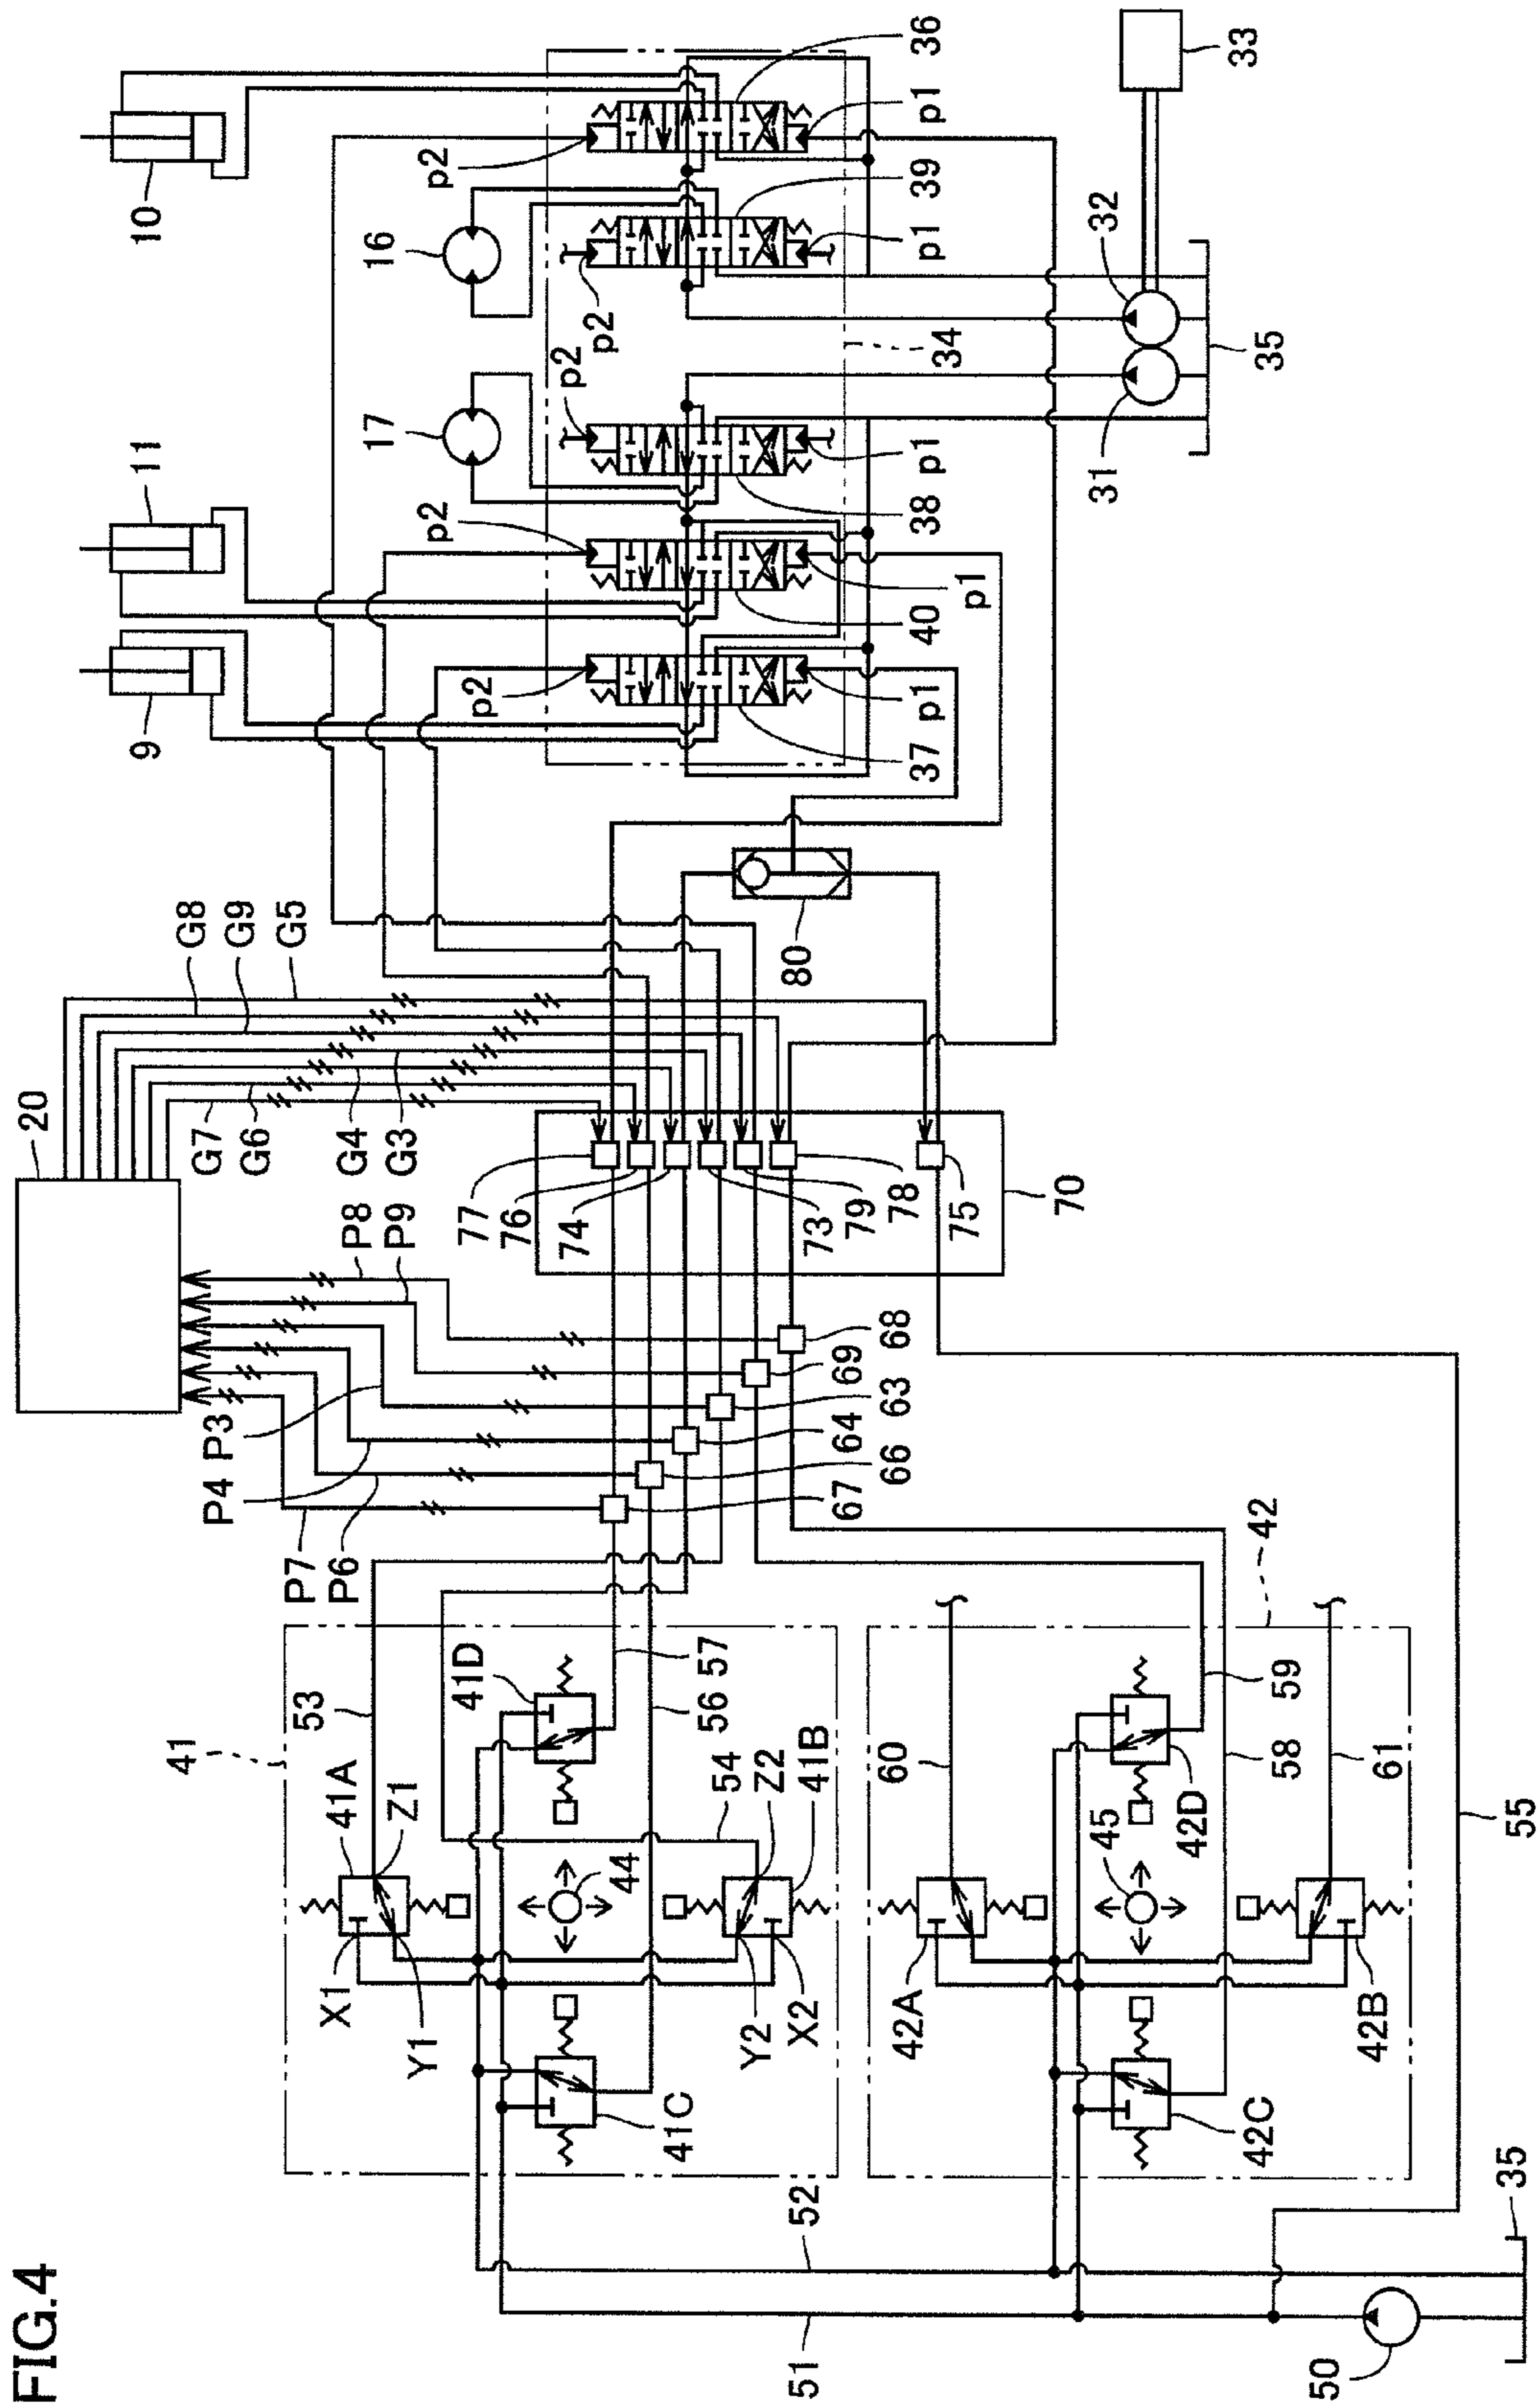 FIG.4
20
G8
G9
G5
G7
G6
G4
G3
P8
P9
P3
P4
P6
P7
9
11
10
17
16
p2
p2
p2
p2
p2
36
39
38
40
37
p1
p1
p1
p1
p1
34
33
32
31
35
80
77
76
74
73
79
78
75
70
68
69
63
64
66
67
41
41A
Z1
53
41D
57
56
54
Z2
41B
44
X1
Y1
Y2
X2
41C
42
60
59
58
61
42D
45
42A
42B
42C
55
52
51
50
35